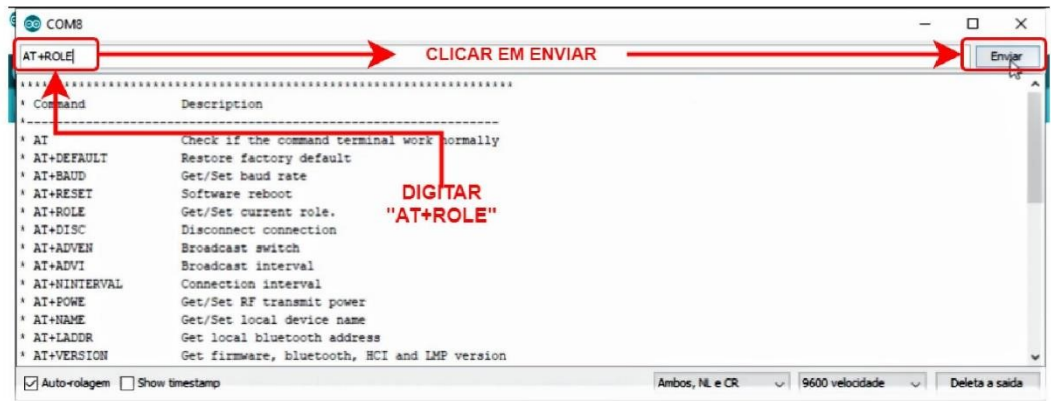 COM8
AT+ROLE
CLICAR EM ENVIAR
Enviar
*******************************************************************
* Command Description
*------------------------------------------------------------------
* AT Check if the command terminal work normally
* AT+DEFAULT Restore factory default
* AT+BAUD Get/Set baud rate
* AT+RESET Software reboot
* AT+ROLE Get/Set current role.
* AT+DISC Disconnect connection
* AT+ADVEN Broadcast switch
* AT+ADVI Broadcast interval
* AT+NINTERVAL Connection interval
* AT+POWE Get/Set RF transmit power
* AT+NAME Get/Set local device name
* AT+LADDR Get local bluetooth address
* AT+VERSION Get firmware, bluetooth, HCI and LMP version
DIGITAR
"AT+ROLE"
Auto-rolagem Show timestamp Ambos, NL e CR 9600 velocidade Deleta a saida